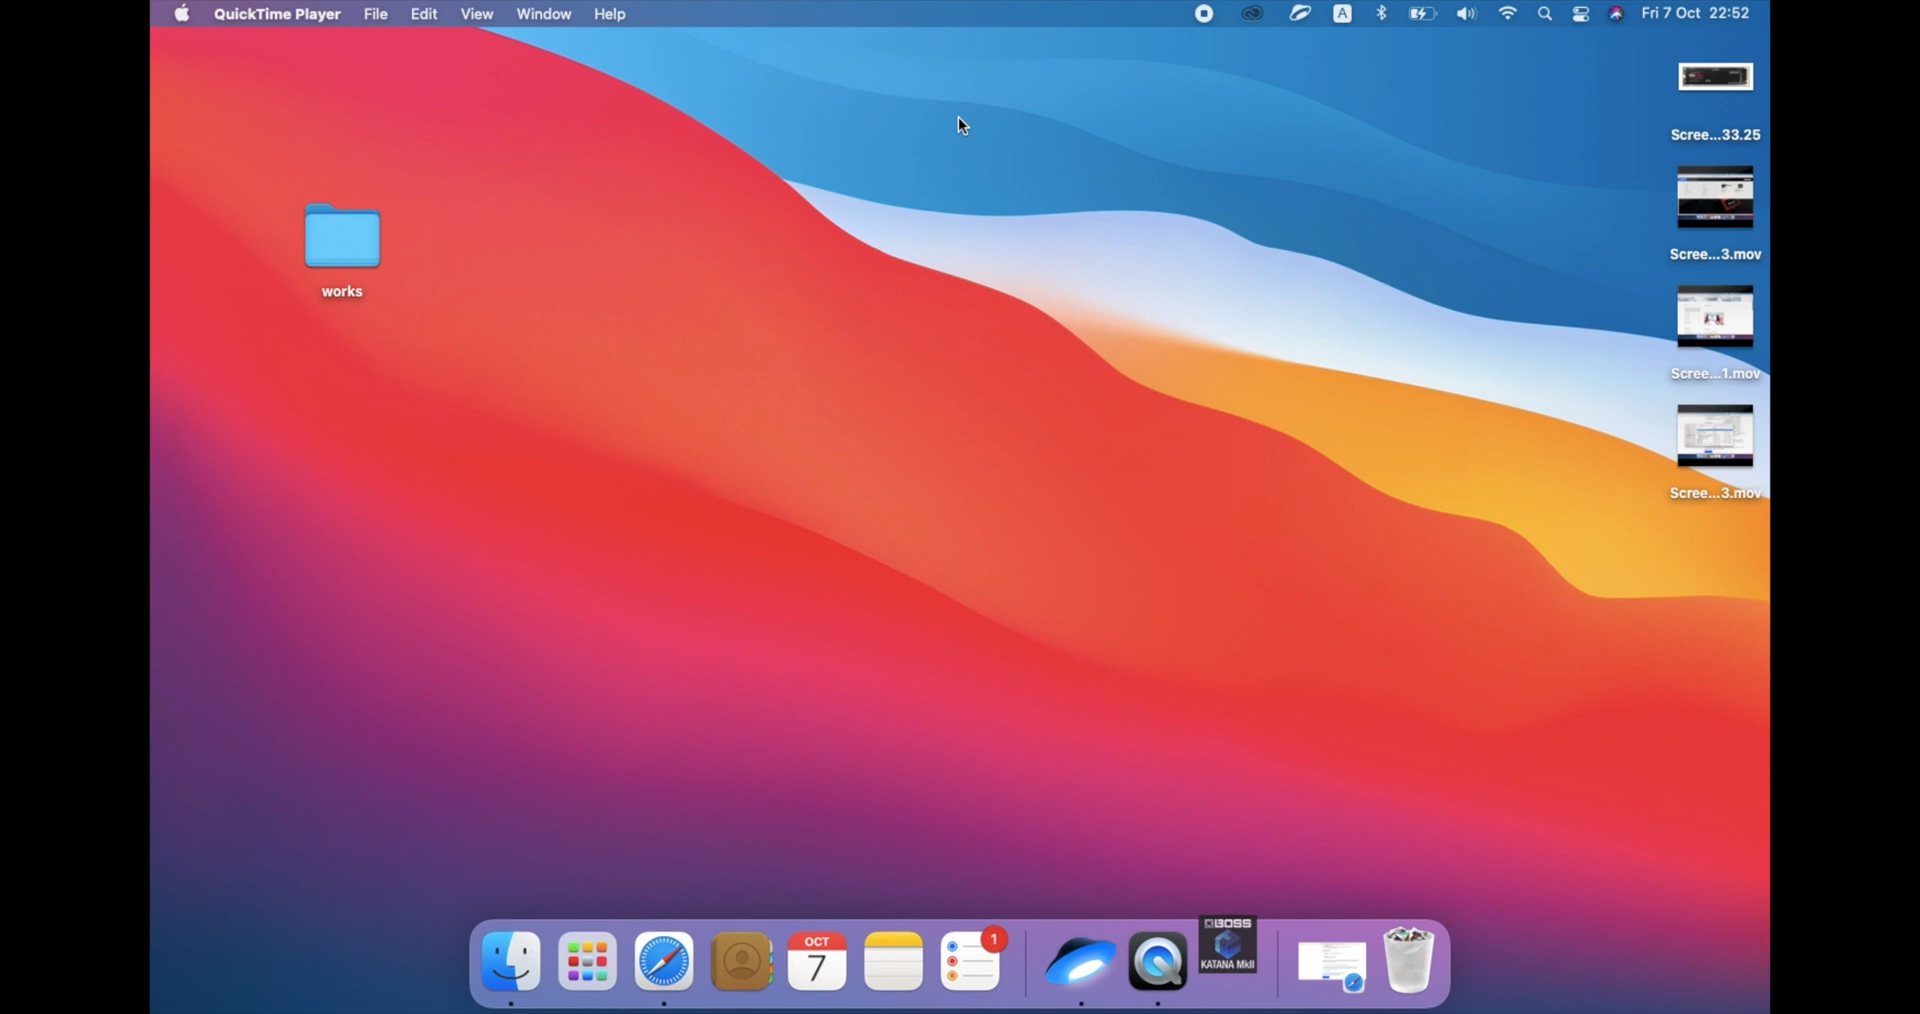 QuickTime Player File Edit View Window Help A Fri 7 Oct 22:52
Scree...33.25
Scree...3.mov
Scree...1.mov
Scree...3.mov
works
OCT
7
1
BOSS
KATANA MkII